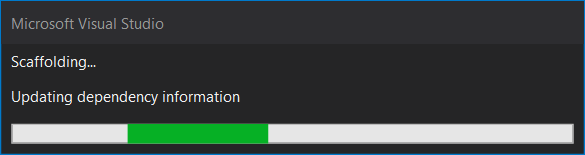 Microsoft Visual Studio
Scaffolding...
Updating dependency information